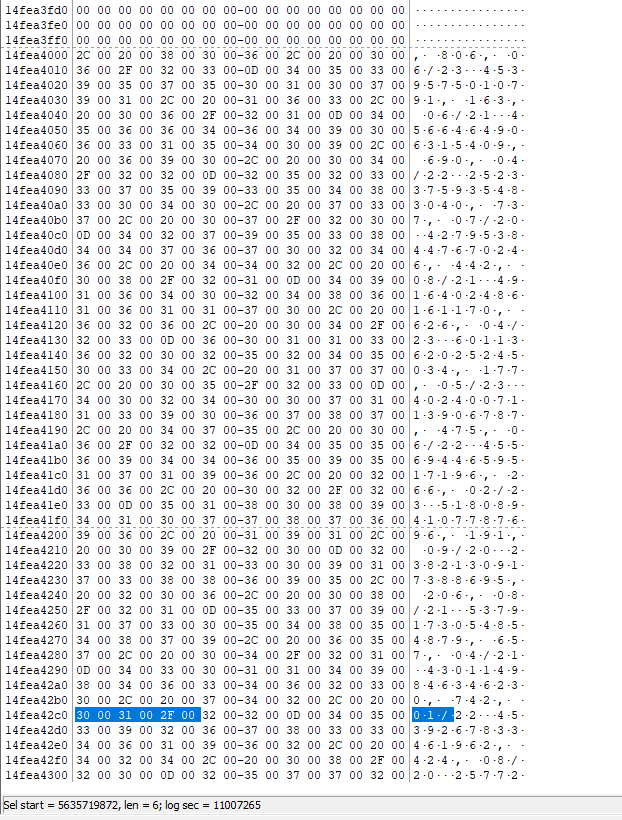 14fea3fd0 00 00 00 00 00 00 00 00-00 00 00 00 00 00 00 00 ················
14fea3fe0 00 00 00 00 00 00 00 00-00 00 00 00 00 00 00 00 ················
14fea3ff0 00 00 00 00 00 00 00 00-00 00 00 00 00 00 00 00 ················
14fea4000 2C 00 20 00 38 00 30 00-36 00 2C 00 20 00 30 00 ,· ·8·0·6·,· ·0·
14fea4010 36 00 2F 00 32 00 33 00-0D 00 34 00 35 00 33 00 6·/·2·3···4·5·3·
14fea4020 39 00 35 00 37 00 35 00-30 00 31 00 30 00 37 00 9·5·7·5·0·1·0·7·
14fea4030 39 00 31 00 2C 00 20 00-31 00 36 00 33 00 2C 00 9·1·,· ·1·6·3·,·
14fea4040 20 00 30 00 36 00 2F 00-32 00 31 00 0D 00 34 00  ·0·6·/·2·1···4·
14fea4050 35 00 36 00 36 00 34 00-36 00 34 00 39 00 30 00 5·6·6·4·6·4·9·0·
14fea4060 36 00 33 00 31 00 35 00-34 00 30 00 39 00 2C 00 6·3·1·5·4·0·9·,·
14fea4070 20 00 36 00 39 00 30 00-2C 00 20 00 30 00 34 00  ·6·9·0·,· ·0·4·
14fea4080 2F 00 32 00 32 00 0D 00-32 00 35 00 32 00 33 00 /·2·2···2·5·2·3·
14fea4090 33 00 37 00 35 00 39 00-33 00 35 00 34 00 38 00 3·7·5·9·3·5·4·8·
14fea40a0 33 00 30 00 34 00 30 00-2C 00 20 00 37 00 33 00 3·0·4·0·,· ·7·3·
14fea40b0 37 00 2C 00 20 00 30 00-37 00 2F 00 32 00 30 00 7·,· ·0·7·/·2·0·
14fea40c0 0D 00 34 00 32 00 37 00-39 00 35 00 33 00 38 00 ··4·2·7·9·5·3·8·
14fea40d0 34 00 34 00 37 00 36 00-37 00 30 00 32 00 34 00 4·4·7·6·7·0·2·4·
14fea40e0 36 00 2C 00 20 00 34 00-34 00 32 00 2C 00 20 00 6·,· ·4·4·2·,· ·
14fea40f0 30 00 38 00 2F 00 32 00-31 00 0D 00 34 00 39 00 0·8·/·2·1···4·9·
14fea4100 31 00 36 00 34 00 30 00-32 00 34 00 38 00 36 00 1·6·4·0·2·4·8·6·
14fea4110 31 00 36 00 31 00 31 00-37 00 30 00 2C 00 20 00 1·6·1·1·7·0·,· ·
14fea4120 36 00 32 00 36 00 2C 00-20 00 30 00 34 00 2F 00 6·2·6·,· ·0·4·/·
14fea4130 32 00 33 00 0D 00 36 00-30 00 31 00 31 00 33 00 2·3···6·0·1·1·3·
14fea4140 36 00 32 00 30 00 32 00-35 00 32 00 34 00 35 00 6·2·0·2·5·2·4·5·
14fea4150 30 00 33 00 34 00 2C 00-20 00 31 00 37 00 37 00 0·3·4·,· ·1·7·7·
14fea4160 2C 00 20 00 30 00 35 00-2F 00 32 00 33 00 0D 00 ,· ·0·5·/·2·3···
14fea4170 34 00 30 00 32 00 34 00-30 00 30 00 37 00 31 00 4·0·2·4·0·0·7·1·
14fea4180 31 00 33 00 39 00 30 00-36 00 37 00 38 00 37 00 1·3·9·0·6·7·8·7·
14fea4190 2C 00 20 00 34 00 37 00-35 00 2C 00 20 00 30 00 ,· ·4·7·5·,· ·0·
14fea41a0 36 00 2F 00 32 00 32 00-0D 00 34 00 35 00 35 00 6·/·2·2···4·5·5·
14fea41b0 36 00 39 00 34 00 34 00-36 00 35 00 39 00 35 00 6·9·4·4·6·5·9·5·
14fea41c0 31 00 37 00 31 00 39 00-36 00 2C 00 20 00 32 00 1·7·1·9·6·,· ·2·
14fea41d0 36 00 36 00 2C 00 20 00-30 00 32 00 2F 00 32 00 6·6·,· ·0·2·/·2·
14fea41e0 33 00 0D 00 35 00 31 00-38 00 30 00 38 00 39 00 3···5·1·8·0·8·9·
14fea41f0 34 00 31 00 30 00 37 00-37 00 38 00 37 00 36 00 4·1·0·7·7·8·7·6·
14fea4200 39 00 36 00 2C 00 20 00-31 00 39 00 31 00 2C 00 9·6·,· ·1·9·1·,·
14fea4210 20 00 30 00 39 00 2F 00-32 00 30 00 0D 00 32 00  ·0·9·/·2·0···2·
14fea4220 33 00 38 00 32 00 31 00-33 00 30 00 39 00 31 00 3·8·2·1·3·0·9·1·
14fea4230 37 00 33 00 38 00 38 00-36 00 39 00 35 00 2C 00 7·3·8·8·6·9·5·,·
14fea4240 20 00 32 00 30 00 36 00-2C 00 20 00 30 00 38 00  ·2·0·6·,· ·0·8·
14fea4250 2F 00 32 00 31 00 0D 00-35 00 33 00 37 00 39 00 /·2·1···5·3·7·9·
14fea4260 31 00 37 00 33 00 30 00-35 00 34 00 38 00 35 00 1·7·3·0·5·4·8·5·
14fea4270 34 00 38 00 37 00 39 00-2C 00 20 00 36 00 35 00 4·8·7·9·,· ·6·5·
14fea4280 37 00 2C 00 20 00 30 00-34 00 2F 00 32 00 31 00 7·,· ·0·4·/·2·1·
14fea4290 0D 00 34 00 33 00 30 00-31 00 31 00 34 00 39 00 ··4·3·0·1·1·4·9·
14fea42a0 38 00 34 00 36 00 33 00-34 00 36 00 32 00 33 00 8·4·6·3·4·6·2·3·
14fea42b0 30 00 2C 00 20 00 37 00-34 00 32 00 2C 00 20 00 0·,· ·7·4·2·,· ·
14fea42c0 30 00 31 00 2F 00 32 00-32 00 0D 00 34 00 35 00 0·1·/·2·2···4·5·
14fea42d0 33 00 39 00 32 00 36 00-37 00 38 00 33 00 33 00 3·9·2·6·7·8·3·3·
14fea42e0 34 00 36 00 31 00 39 00-36 00 32 00 2C 00 20 00 4·6·1·9·6·2·,· ·
14fea42f0 34 00 32 00 34 00 2C 00-20 00 30 00 38 00 2F 00 4·2·4·,· ·0·8·/·
14fea4300 32 00 30 00 0D 00 32 00-35 00 37 00 37 00 32 00 2·0···2·5·7·7·2·
Sel start = 5635719872, len = 6; log sec = 11007265